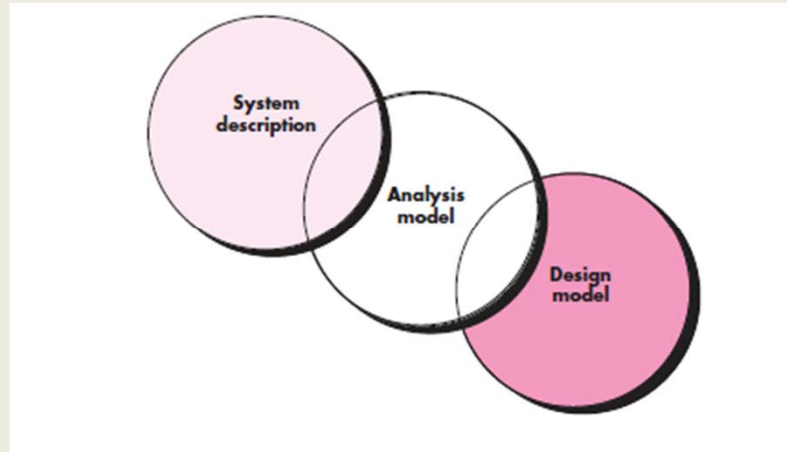 System
description
Analysis
model
Design
model